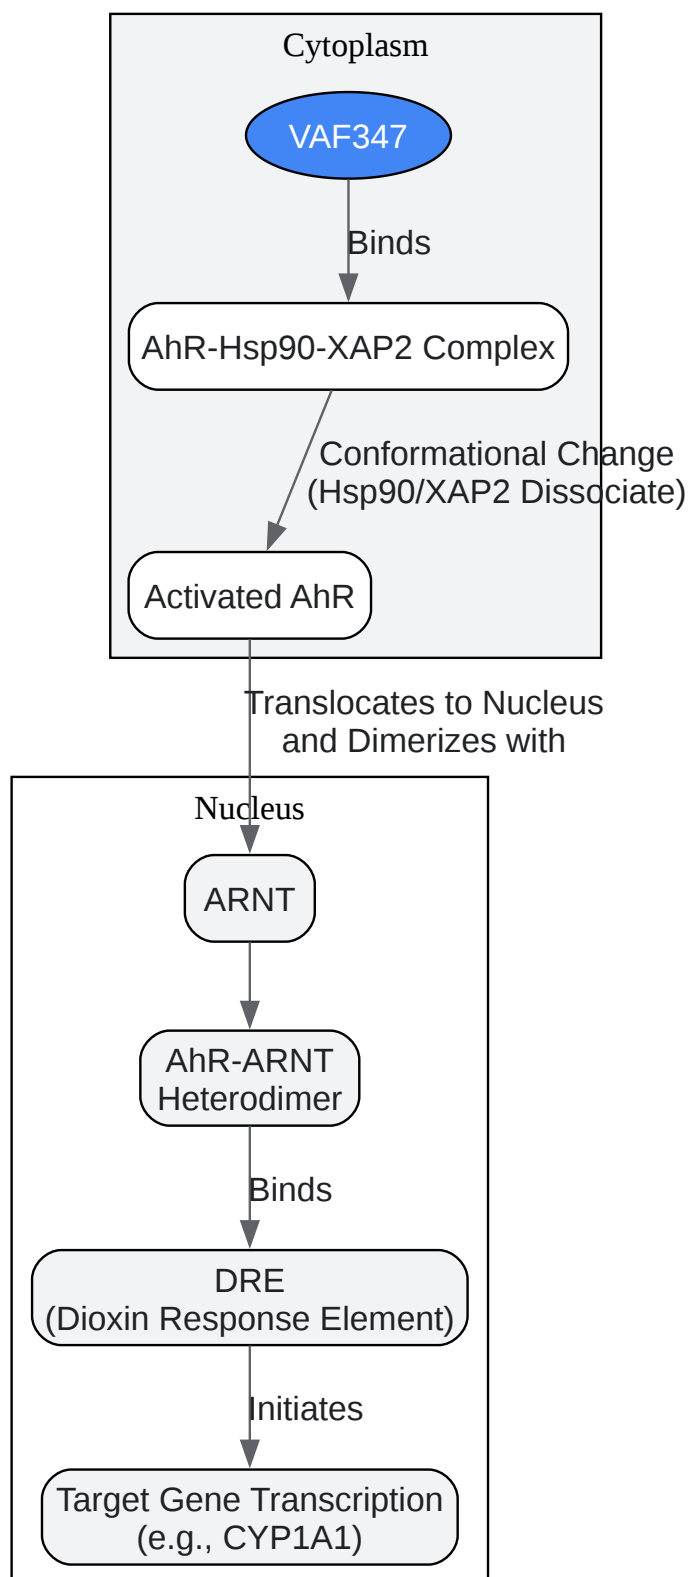 Cytoplasm
VAF347
Binds
AhR-Hsp90-XAP2 Complex
Conformational Change
(Hsp90/XAP2 Dissociate)
Activated AhR
Translocates to Nucleus
and Dimerizes with
Nucleus
ARNT
AhR-ARNT
Heterodimer
Binds
DRE
(Dioxin Response Element)
Initiates
Target Gene Transcription
(e.g., CYP1A1)